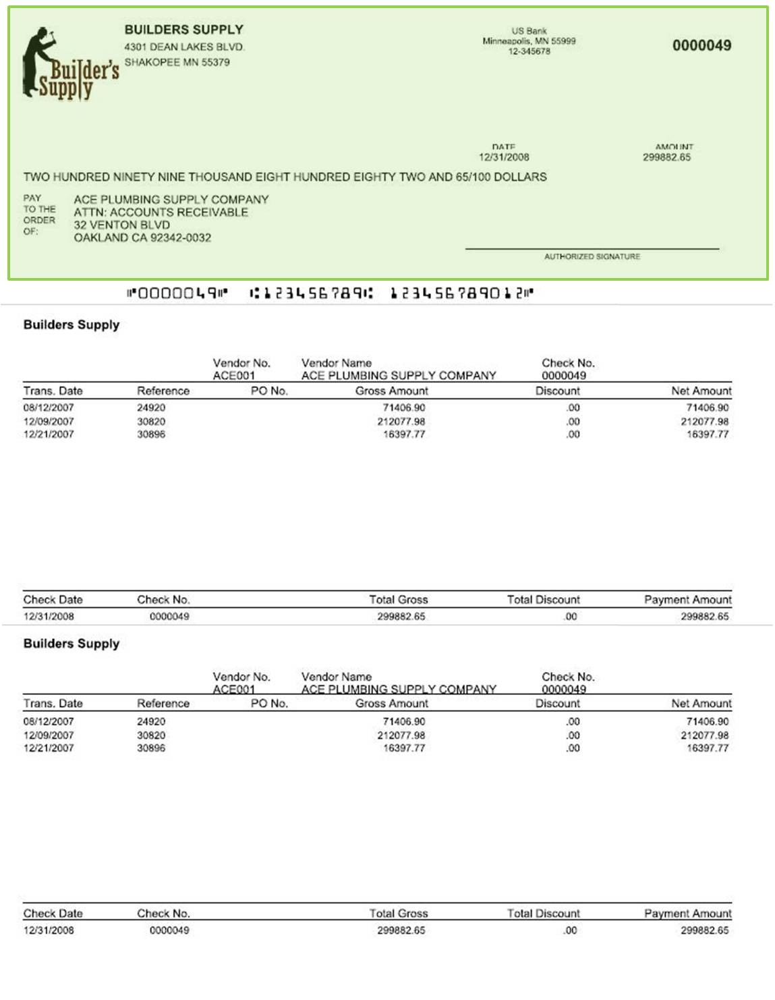 Builder's
Supply
BUILDERS SUPPLY
4301 DEAN LAKES BLVD.
SHAKOPEE MN 55379
US Bank
Minneapolis, MN 55999
12-345678
0000049
DATE AMOUNT
12/31/2008 299882.65
TWO HUNDRED NINETY NINE THOUSAND EIGHT HUNDRED EIGHTY TWO AND 65/100 DOLLARS
PAY
TO THE
ORDER
OF:
ACE PLUMBING SUPPLY COMPANY
ATTN: ACCOUNTS RECEIVABLE
32 VENTON BLVD
OAKLAND CA 92342-0032
AUTHORIZED SIGNATURE
⑈0000049⑈ ⑆123456789⑆ 123456789012⑈
Builders Supply
Vendor No. Vendor Name Check No.
ACE001 ACE PLUMBING SUPPLY COMPANY 0000049
Trans. Date Reference PO No. Gross Amount Discount Net Amount
08/12/2007 24920 71406.90 .00 71406.90
12/09/2007 30820 212077.98 .00 212077.98
12/21/2007 30896 16397.77 .00 16397.77
Check Date Check No. Total Gross Total Discount Payment Amount
12/31/2008 0000049 299882.65 .00 299882.65
Builders Supply
Vendor No. Vendor Name Check No.
ACE001 ACE PLUMBING SUPPLY COMPANY 0000049
Trans. Date Reference PO No. Gross Amount Discount Net Amount
08/12/2007 24920 71406.90 .00 71406.90
12/09/2007 30820 212077.98 .00 212077.98
12/21/2007 30896 16397.77 .00 16397.77
Check Date Check No. Total Gross Total Discount Payment Amount
12/31/2008 0000049 299882.65 .00 299882.65